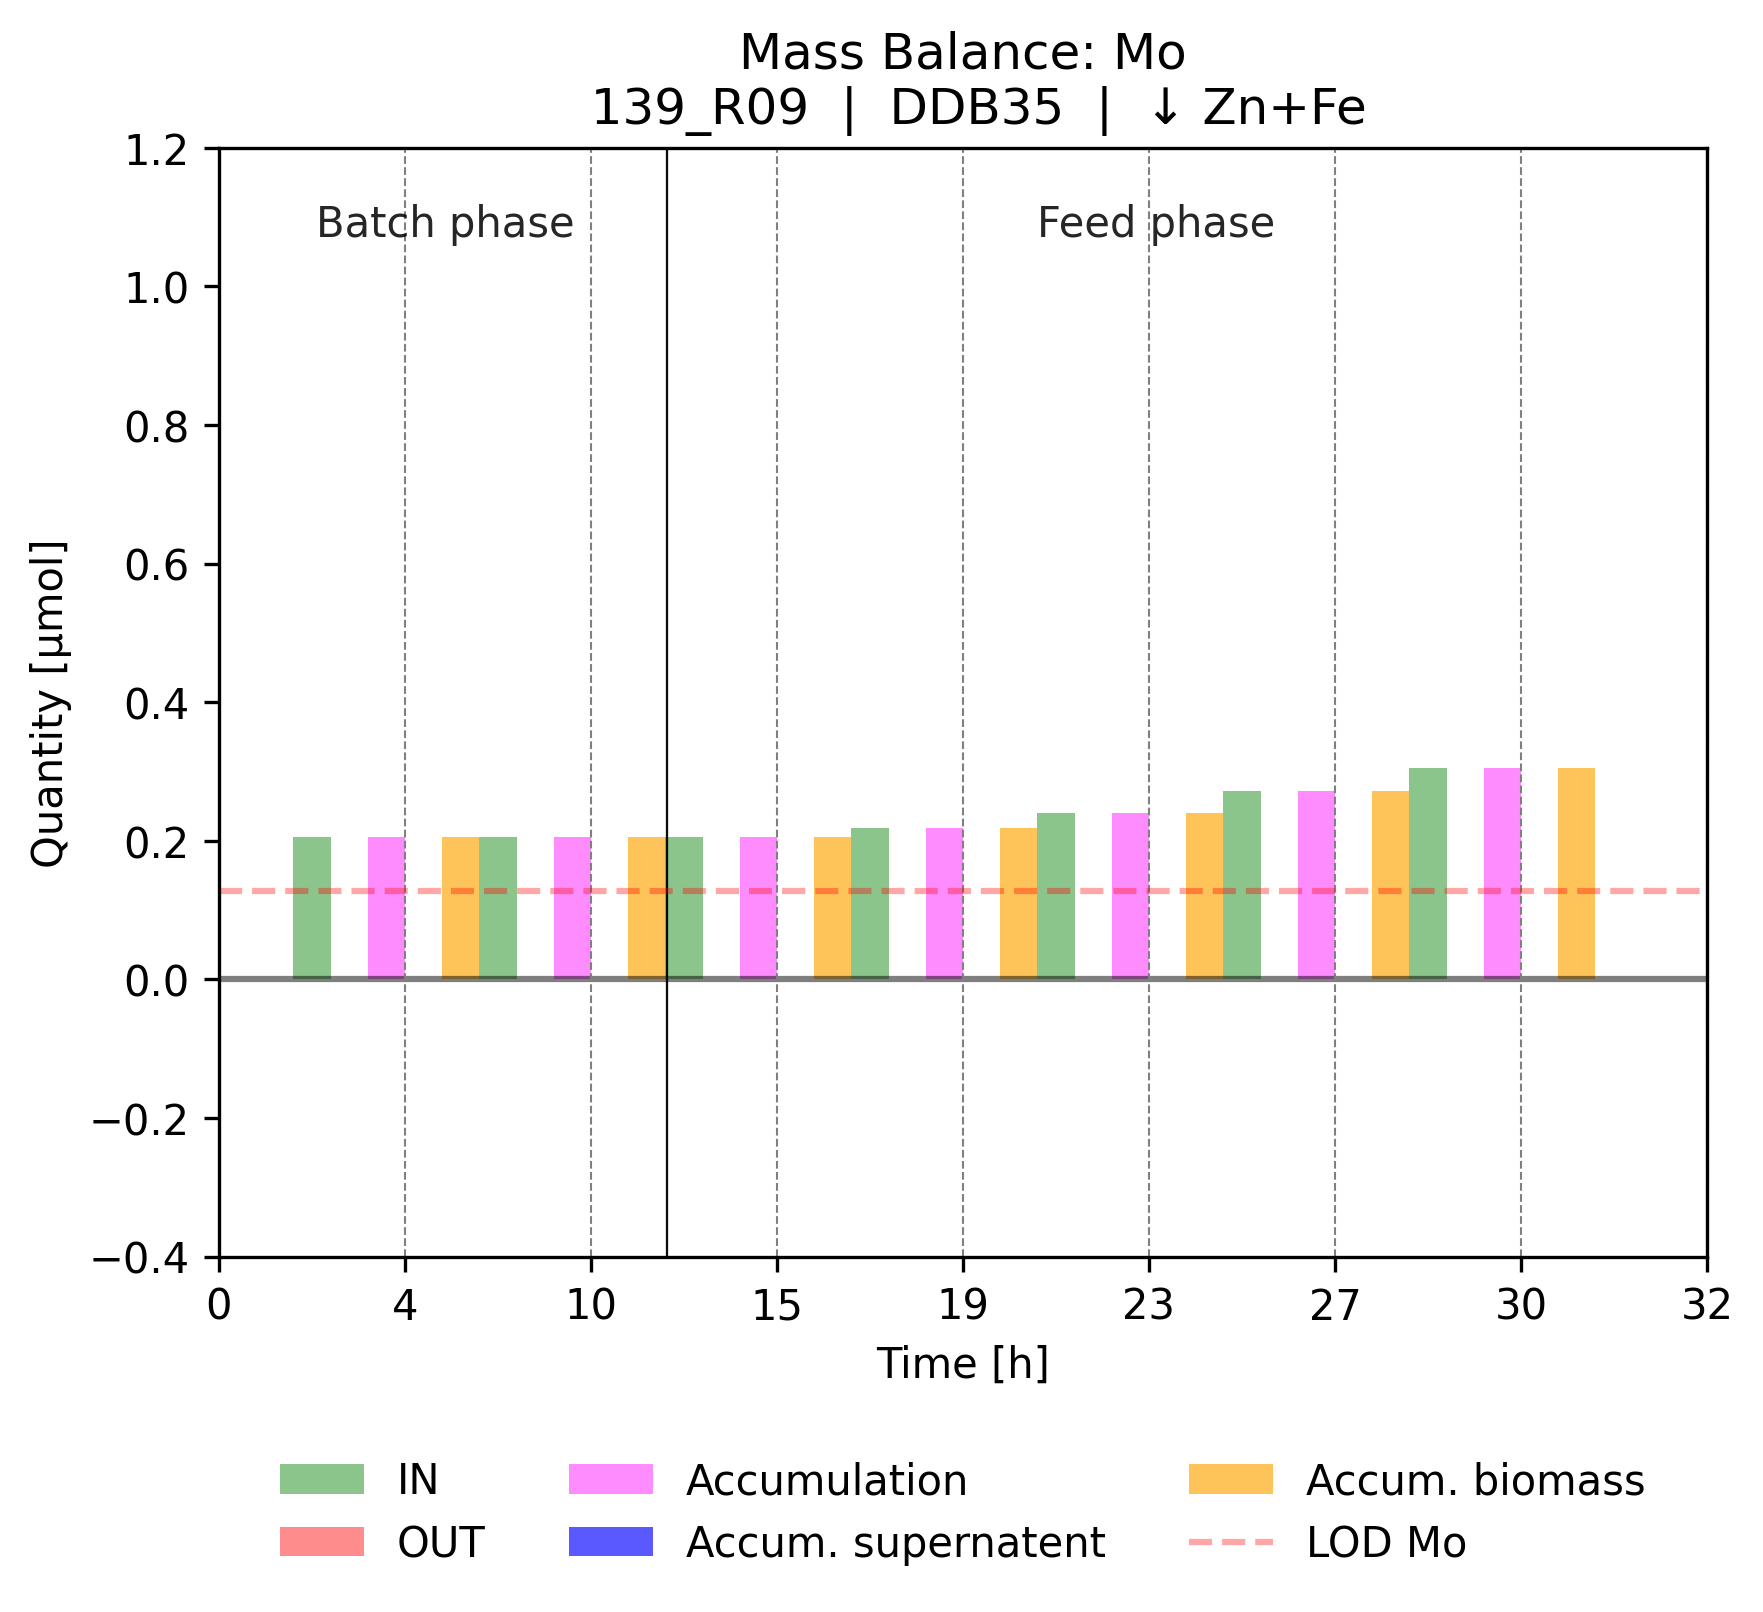 Mass Balance: Mo
139_R09 | DDB35 | ↓ Zn+Fe
Batch phase
Feed phase
1.2
1.0
0.8
0.6
0.4
0.2
0.0
−0.2
−0.4
Quantity [µmol]
0 4 10 15 19 23 27 30 32
Time [h]
IN Accumulation Accum. biomass
OUT Accum. supernatent LOD Mo